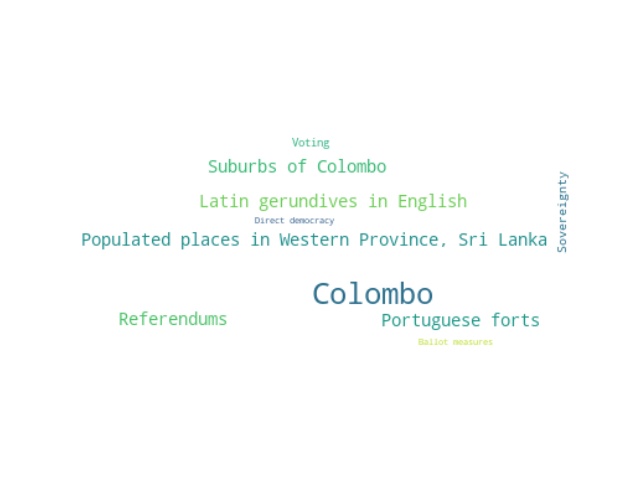 Voting
Suburbs of Colombo
Latin gerundives in English
Direct democracy
Populated places in Western Province, Sri Lanka
Sovereignty
Colombo
Referendums
Portuguese forts
Ballot measures